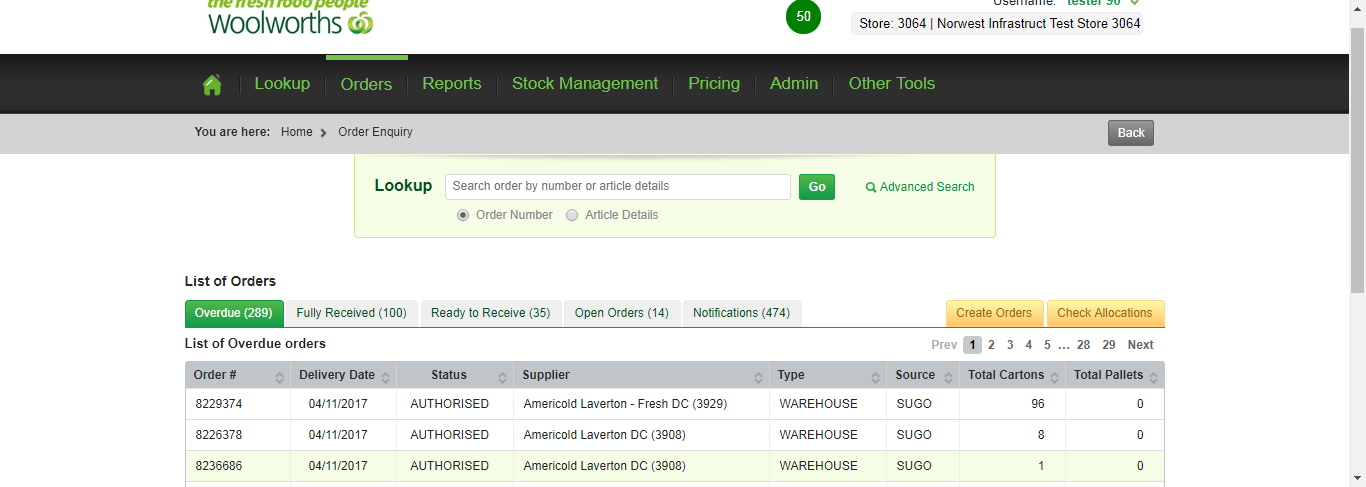 the fresh food people
Woolworths
50
Username: tester 90
Store: 3064 | Norwest Infrastruct Test Store 3064
Lookup Orders Reports Stock Management Pricing Admin Other Tools
You are here: Home Order Enquiry Back
Lookup Search order by number or article details Go Advanced Search
Order Number Article Details
List of Orders
Overdue (289) Fully Received (100) Ready to Receive (35) Open Orders (14) Notifications (474) Create Orders Check Allocations
List of Overdue orders Prev 1 2 3 4 5 ... 28 29 Next
Order # Delivery Date Status Supplier Type Source Total Cartons Total Pallets
8229374 04/11/2017 AUTHORISED Americold Laverton - Fresh DC (3929) WAREHOUSE SUGO 96 0
8226378 04/11/2017 AUTHORISED Americold Laverton DC (3908) WAREHOUSE SUGO 8 0
8236686 04/11/2017 AUTHORISED Americold Laverton DC (3908) WAREHOUSE SUGO 1 0